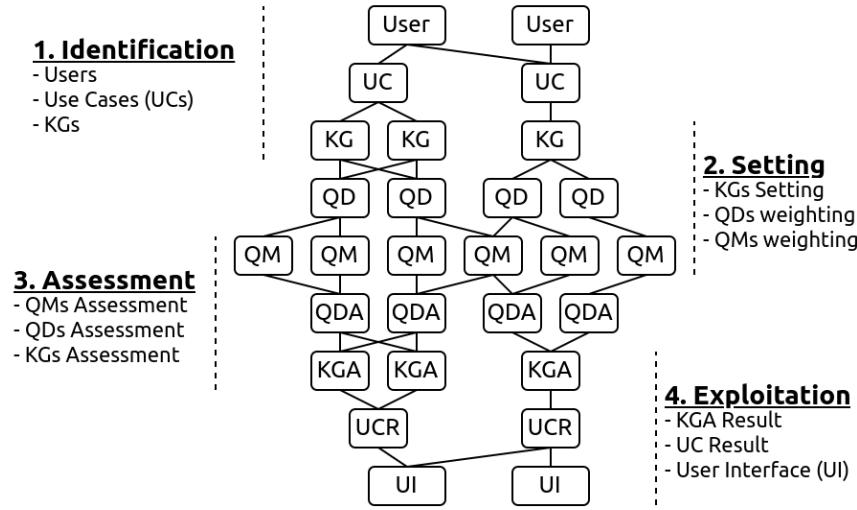 User User
1. Identification
- Users
- Use Cases (UCs)
- KGs
UC UC
KG KG KG
2. Setting
- KGs Setting
- QDs weighting
- QMs weighting
QD QD QD QD
QM QM QM QM QM QM
3. Assessment
- QMs Assessment
- QDs Assessment
- KGs Assessment
QDA QDA QDA QDA
KGA KGA KGA
4. Exploitation
- KGA Result
- UC Result
- User Interface (UI)
UCR UCR
UI UI